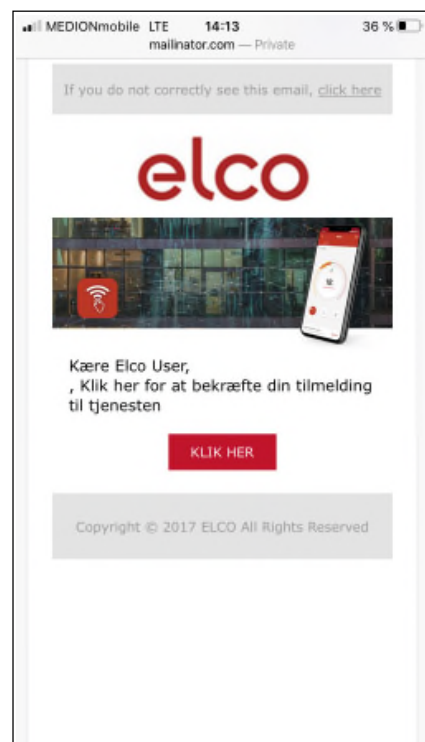 MEDIONmobile LTE 14:13 36 %
mailinator.com — Private
If you do not correctly see this email, click here
elco
Kære Elco User,
, Klik her for at bekræfte din tilmelding
til tjenesten
KLIK HER
Copyright © 2017 ELCO All Rights Reserved